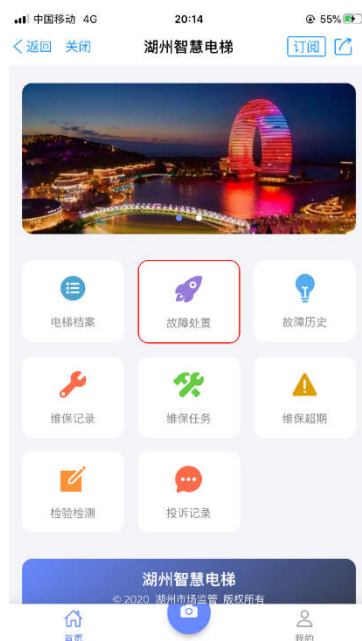 中国移动 4G 20:14 55%
返回 关闭 湖州智慧电梯 订阅
电梯档案 故障处置 故障历史
维保记录 维保任务 维保超期
检验检测 投诉记录
湖州智慧电梯
© 2020 湖州市场监管 版权所有
首页 我的